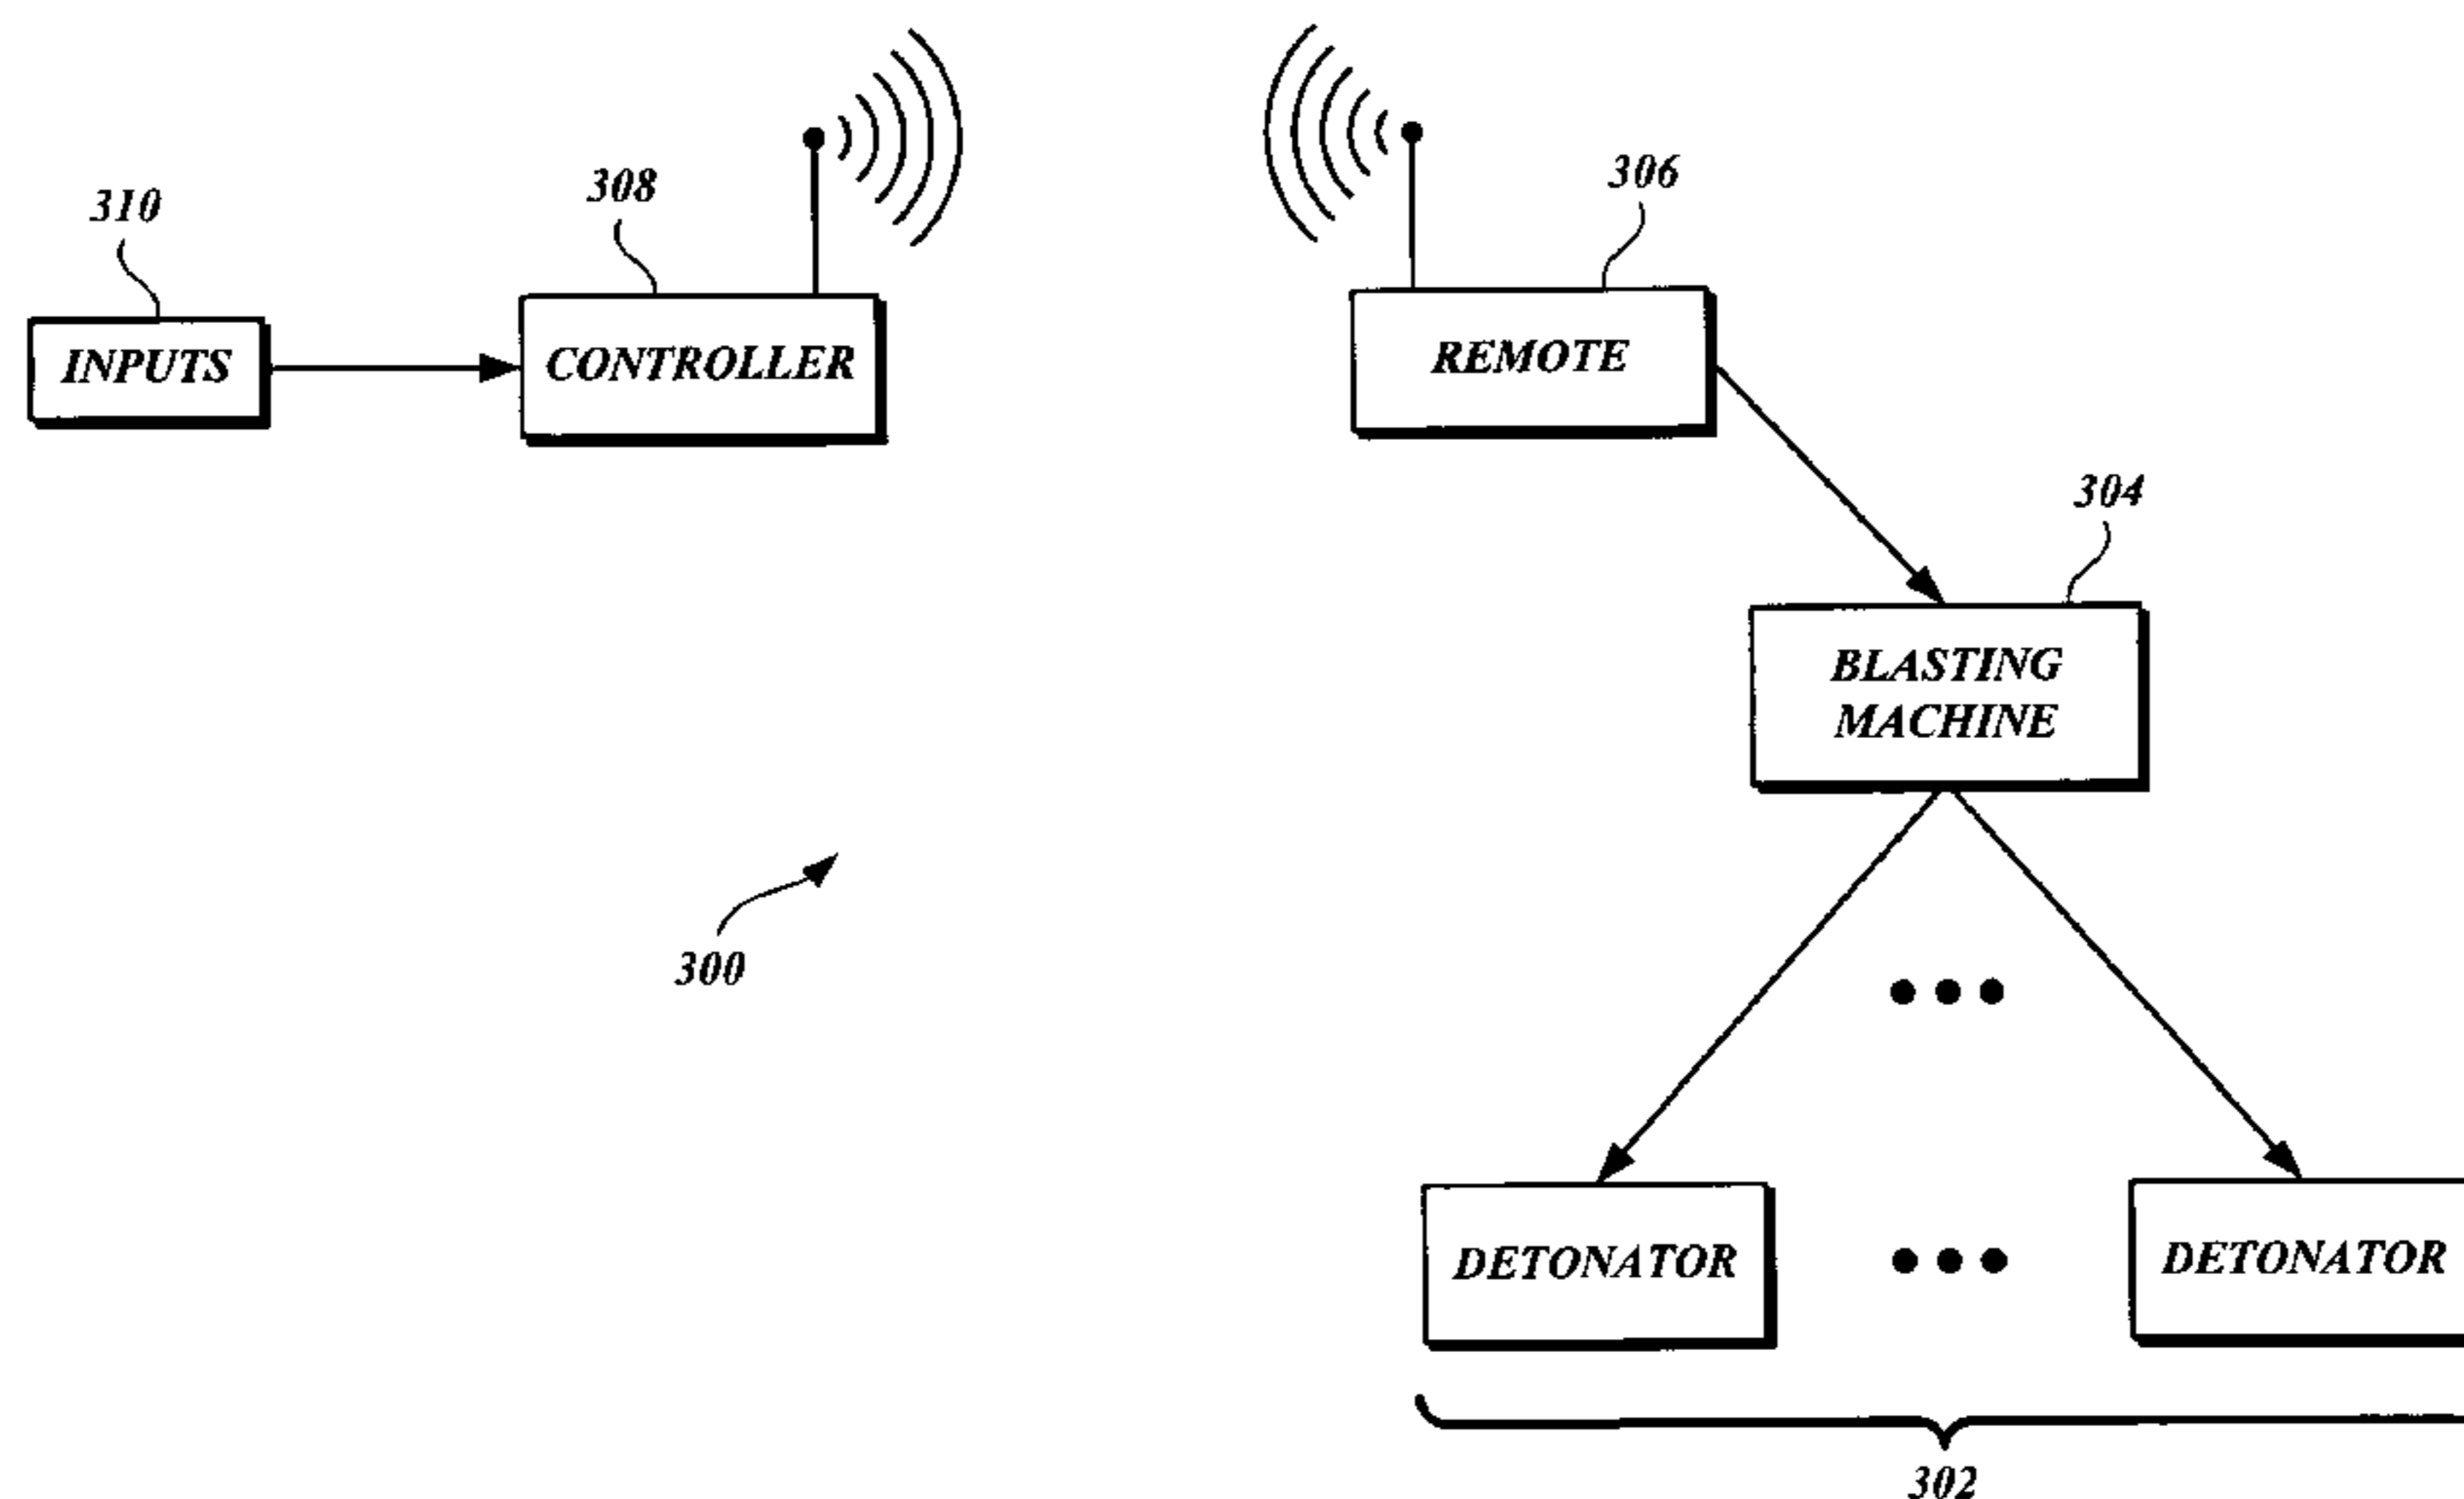 308
306
310
INPUTS
CONTROLLER
REMOTE
304
BLASTING
MACHINE
300
DETONATOR
DETONATOR
302